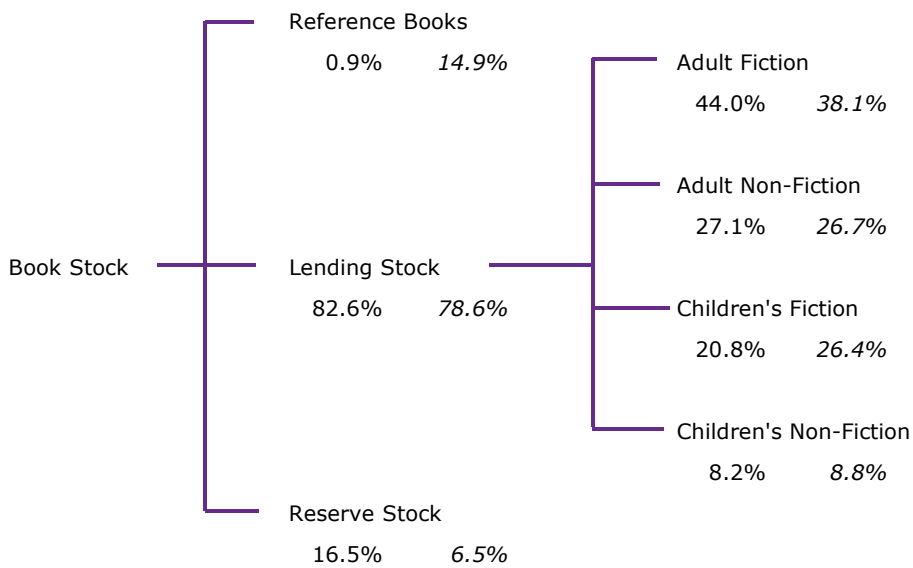 Reference Books
0.9% 14.9%
Adult Fiction
44.0% 38.1%
Adult Non-Fiction
27.1% 26.7%
Book Stock
Lending Stock
82.6% 78.6%
Children's Fiction
20.8% 26.4%
Children's Non-Fiction
8.2% 8.8%
Reserve Stock
16.5% 6.5%